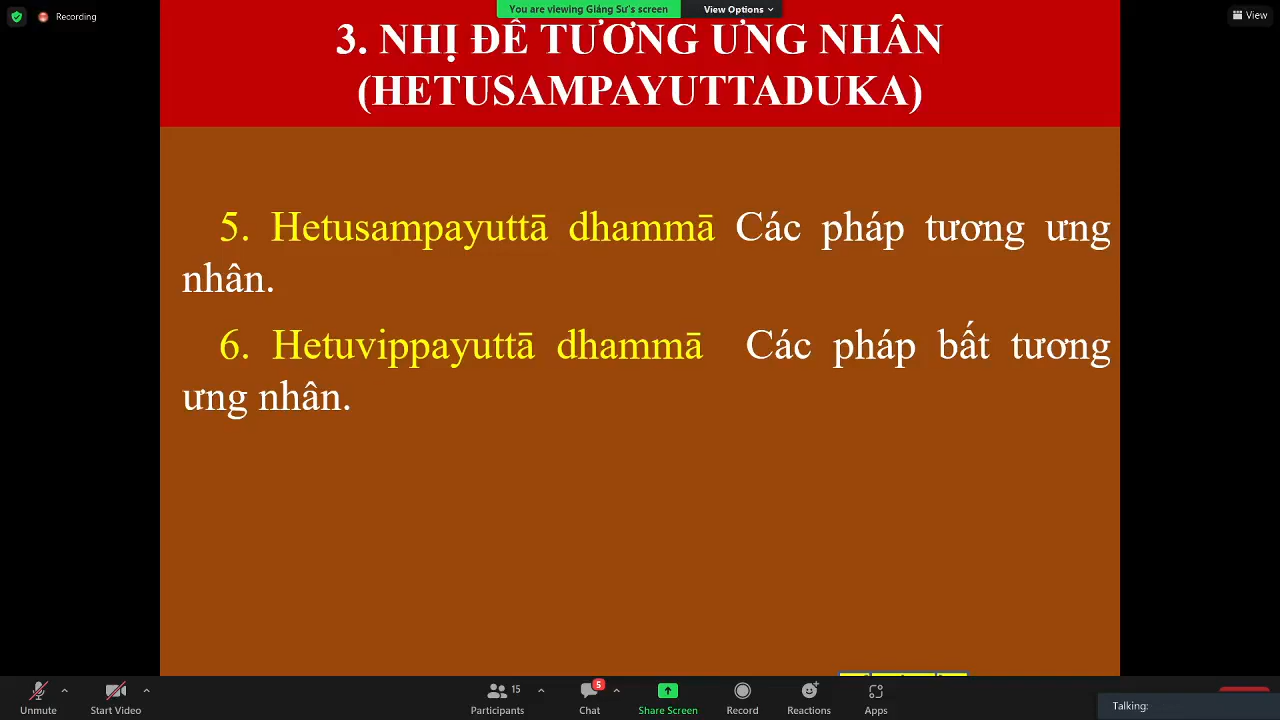 You are viewing Giảng Sư's screen
View Options
Recording
View
3. NHỊ ĐỀ TƯƠNG ƯNG NHÂN
(HETUSAMPAYUTTADUKA)
5. Hetusampayuttā dhammā Các pháp tương ưng
nhân.
6. Hetuvippayuttā dhammā Các pháp bất tương
ưng nhân.
Unmute
Start Video
15
Participants
5
Chat
Share Screen
Record
Reactions
Apps
Talking: